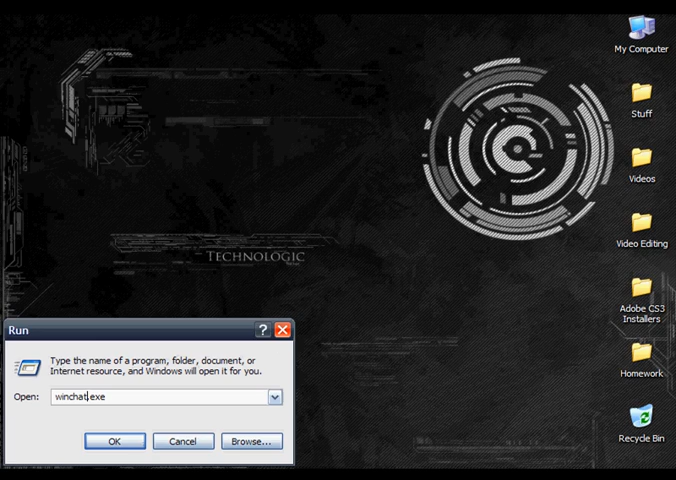 My Computer
Stuff
Videos
Video Editing
Adobe CS3
Installers
Homework
Recycle Bin
TECHNOLOGIC
Run
Type the name of a program, folder, document, or
Internet resource, and Windows will open it for you.
Open: winchat.exe
OK Cancel Browse...